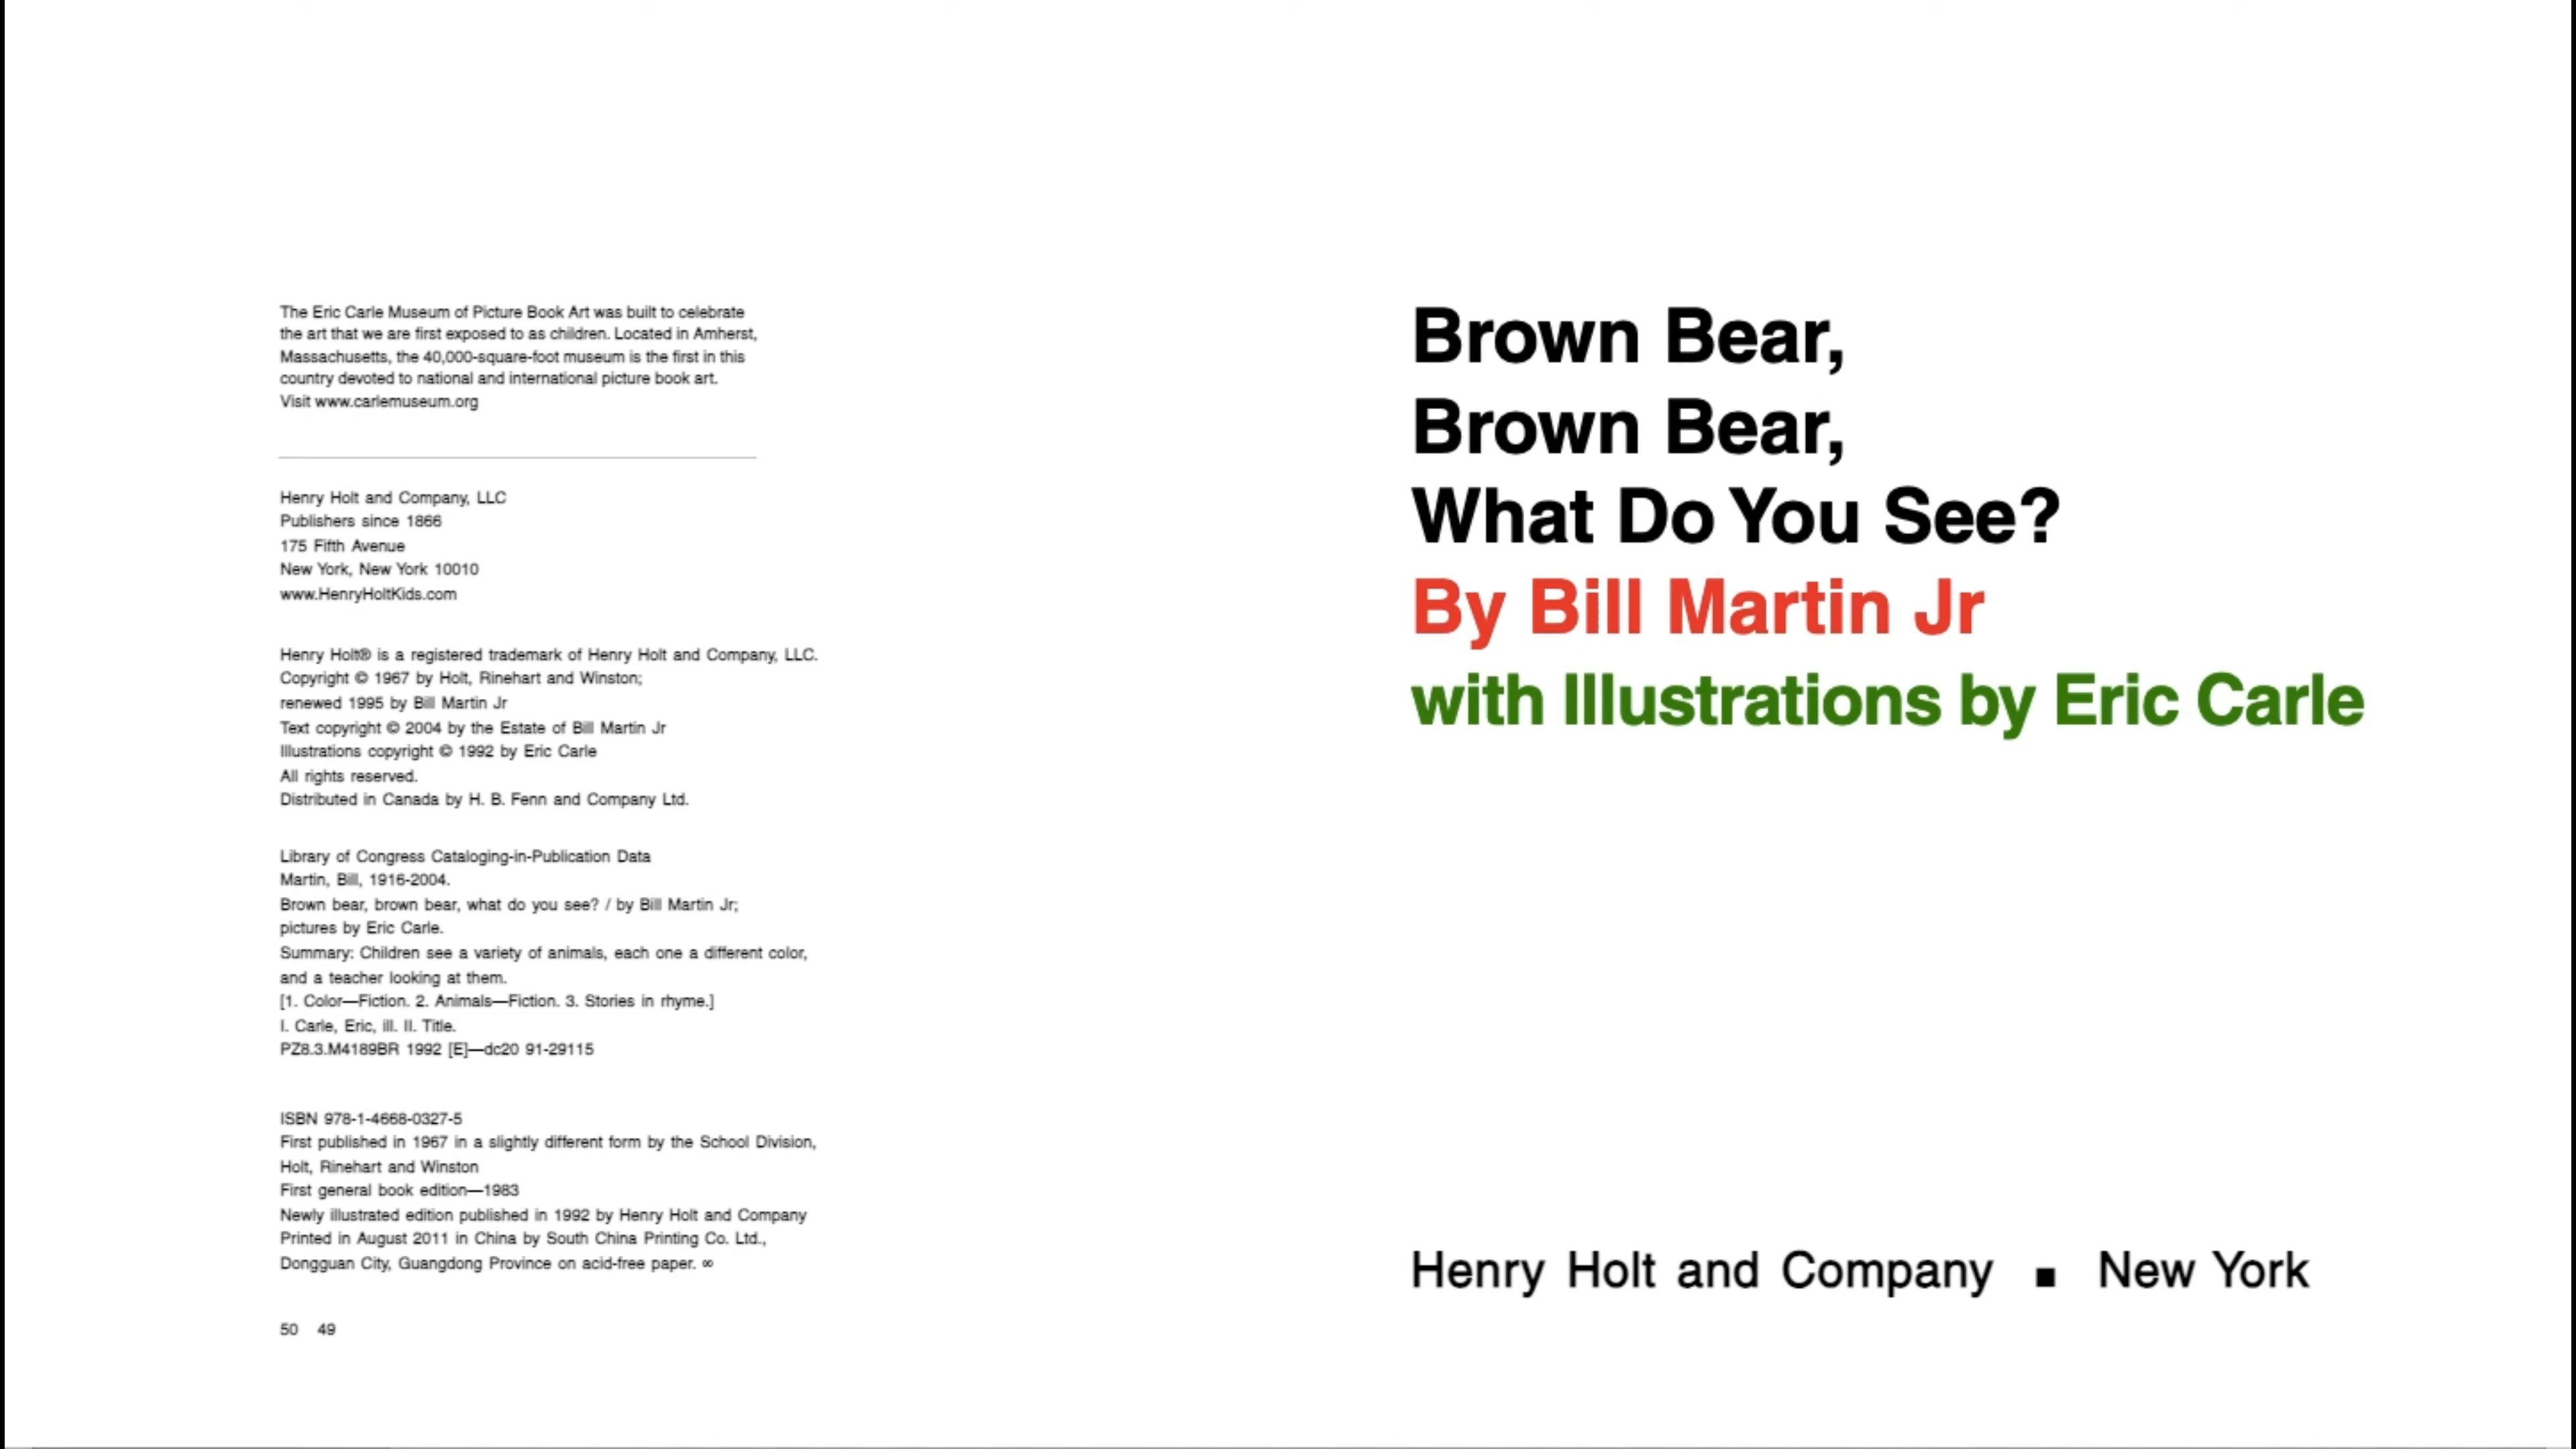 The Eric Carle Museum of Picture Book Art was built to celebrate
the art that we are first exposed to as children. Located in Amherst,
Massachusetts, the 40,000-square-foot museum is the first in this
country devoted to national and international picture book art.
Visit www.carlemuseum.org
Henry Holt and Company, LLC
Publishers since 1866
175 Fifth Avenue
New York, New York 10010
www.HenryHoltKids.com
Henry Holt® is a registered trademark of Henry Holt and Company, LLC.
Copyright © 1967 by Holt, Rinehart and Winston;
renewed 1995 by Bill Martin Jr
Text copyright © 2004 by the Estate of Bill Martin Jr
Illustrations copyright © 1992 by Eric Carle
All rights reserved.
Distributed in Canada by H. B. Fenn and Company Ltd.
Library of Congress Cataloging-in-Publication Data
Martin, Bill, 1916-2004.
Brown bear, brown bear, what do you see? / by Bill Martin Jr;
pictures by Eric Carle.
Summary: Children see a variety of animals, each one a different color,
and a teacher looking at them.
[1. Color—Fiction. 2. Animals—Fiction. 3. Stories in rhyme.]
I. Carle, Eric, ill. II. Title.
PZ8.3.M4189BR 1992 [E]—dc20 91-29115
ISBN 978-1-4668-0327-5
First published in 1967 in a slightly different form by the School Division,
Holt, Rinehart and Winston
First general book edition—1983
Newly illustrated edition published in 1992 by Henry Holt and Company
Printed in August 2011 in China by South China Printing Co. Ltd.,
Dongguan City, Guangdong Province on acid-free paper. ∞
50 49
Brown Bear,
Brown Bear,
What Do You See?
By Bill Martin Jr
with Illustrations by Eric Carle
Henry Holt and Company ■ New York